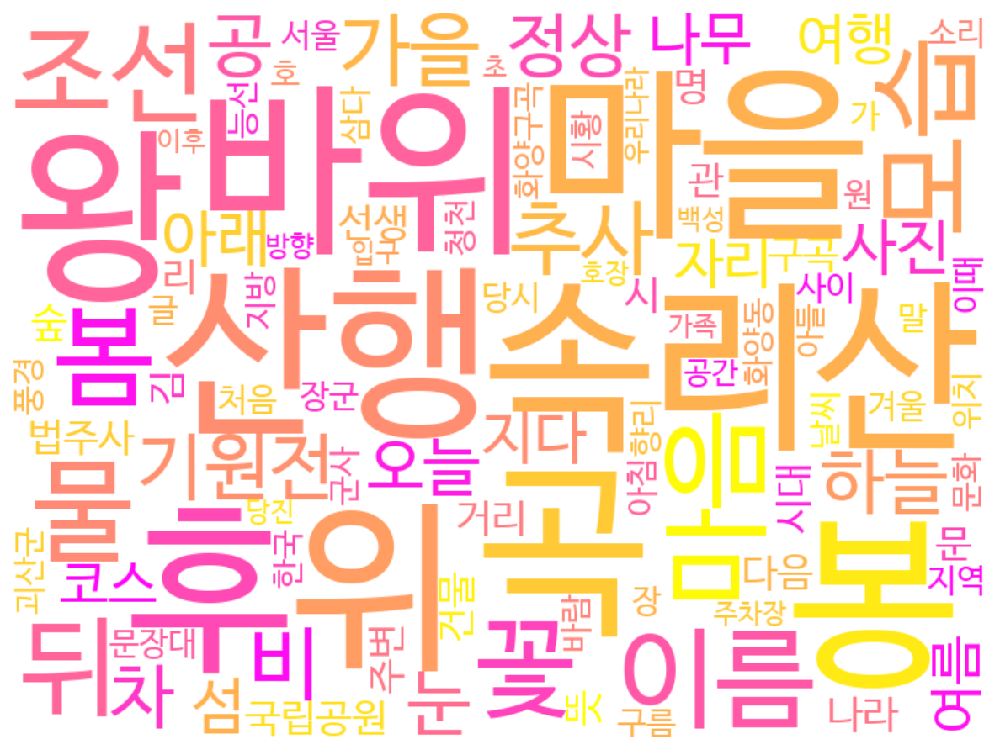 조선
공
서울
가을
정상
나무
여행
소리
호
초
능선
삼다
이후
왕
바위
화양구곡
마을
시황
우리나라
명
가
모습
관
원
아래
방향
선생
입구
청천
추사
백성
자리
구곡
사진
리
지방
호장
사이
이때
숲
글
봄
산행
당시
속리산
시
가족
화양동
아들
말
풍경
김
처음
장군
공간
겨울
위치
날씨
법주사
기원전
군사
오늘
지다
향리
아침
놈
시대
하늘
문화
물
당진
거리
괴산군
코스
후
한국
위
곡
건물
다음
봉
문
지역
뒤
문장대
차
비
주변
바람
장
주차장
꽃
이름
여름
섬
국립공원
눈
뜻
구름
나라